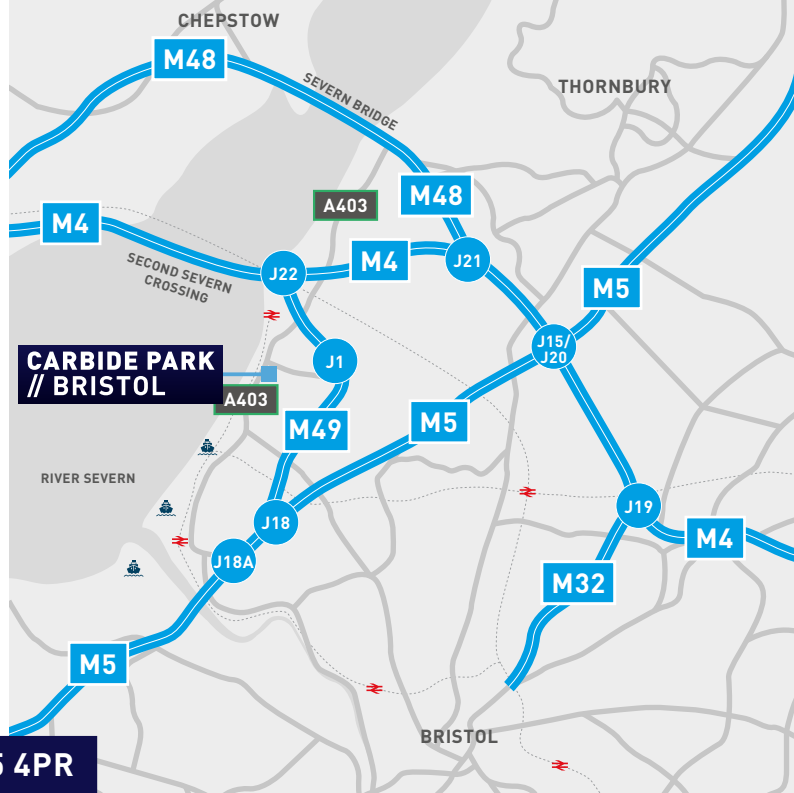 CHEPSTOW
M48
SEVERN BRIDGE
THORNBURY
A403
M48
M4
SECOND SEVERN
CROSSING
J22
M4
J21
M5
J15/
J20
CARBIDE PARK
// BRISTOL
J1
A403
M49
M5
RIVER SEVERN
J18
J19
J18A
M4
M32
M5
BRISTOL
4PR